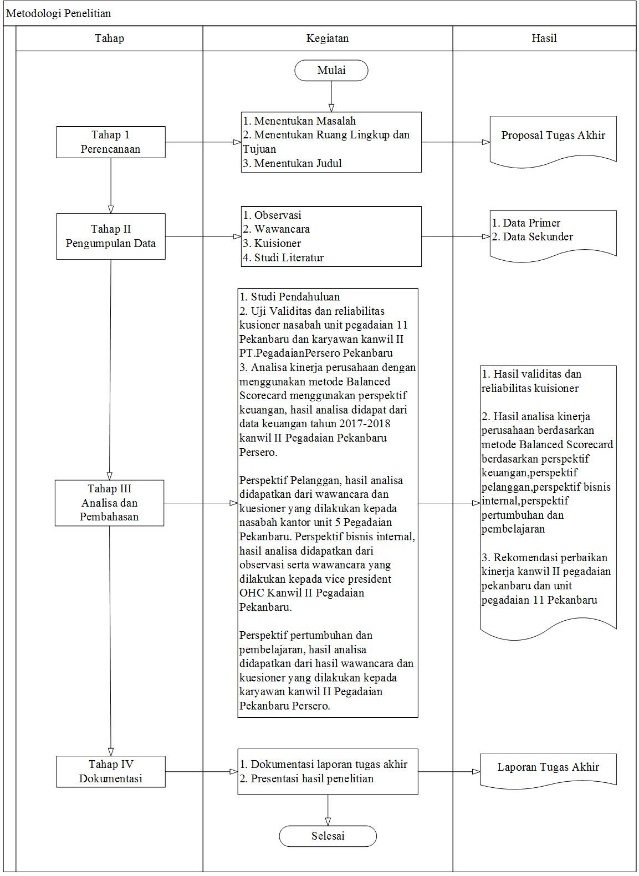 Metodologi Penelitian
Tahap
Kegiatan
Hasil
Mulai
Tahap 1
Perencanaan
1. Menentukan Masalah
2. Menentukan Ruang Lingkup dan
Tujuan
3. Menentukan Judul
Proposal Tugas Akhir
Tahap II
Pengumpulan Data
1. Observasi
2. Wawancara
3. Kuisioner
4. Studi Literatur
1. Data Primer
2. Data Sekunder
Tahap III
Analisa dan
Pembahasan
1. Studi Pendahuluan
2. Uji Validitas dan reliabilitas
kusioner nasabah unit pegadaian 11
Pekanbaru dan karyawan kanwil II
PT.PegadaianPersero Pekanbaru
3. Analisa kinerja perusahaan dengan
menggunakan metode Balanced
Scorecard menggunakan perspektif
keuangan, hasil analisa didapat dari
data keuangan tahun 2017-2018
kanwil II Pegadaian Pekanbaru
Persero.
Perspektif Pelanggan, hasil analisa
didapatkan dari wawancara dan
kuesioner yang dilakukan kepada
nasabah kantor unit 5 Pegadaian
Pekanbaru. Perspektif bisnis internal,
hasil analisa didapatkan dari
observasi serta wawancara yang
dilakukan kepada vice president
OHC Kanwil II Pegadaian
Pekanbaru.
Perspektif pertumbuhan dan
pembelajaran, hasil analisa
didapatkan dari hasil wawancara dan
kuesioner yang dilakukan kepada
karyawan kanwil II Pegadaian
Pekanbaru Persero.
1. Hasil validitas dan
reliabilitas kuisioner
2. Hasil analisa kinerja
perusahaan berdasarkan
metode Balanced Scorecard
berdasarkan perspektif
keuangan,perspektif
pelanggan,perspektif bisnis
internal,perspektif
pertumbuhan dan
pembelajaran
3. Rekomendasi perbaikan
kinerja kanwil II pegadaian
pekanbaru dan unit
pegadaian 11 Pekanbaru
Tahap IV
Dokumentasi
1. Dokumentasi laporan tugas akhir
2. Presentasi hasil penelitian
Laporan Tugas Akhir
Selesai